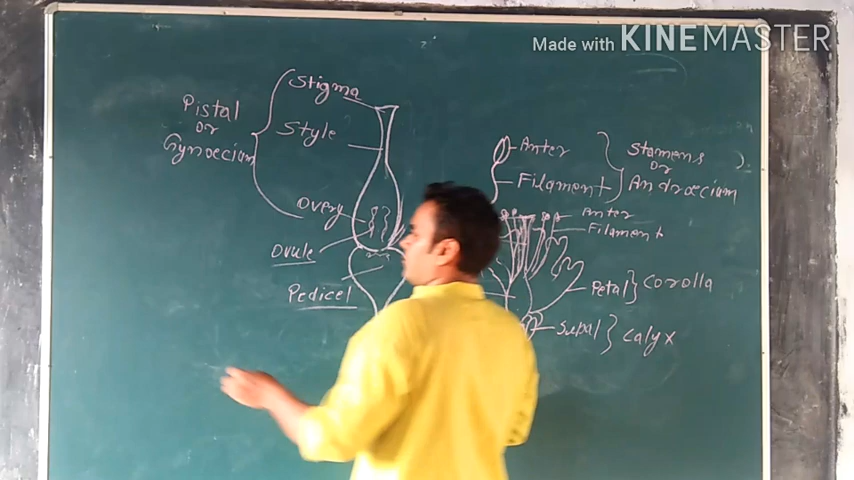 Made with KINEMASTER
Stigma
Pistal
or
Gynoecium
Style
Overy
Ovule
Pedicel
Anter
Filament
Stamens
or
Androecium
Anter
Filament
Petal
Corolla
Sepal
Calyx